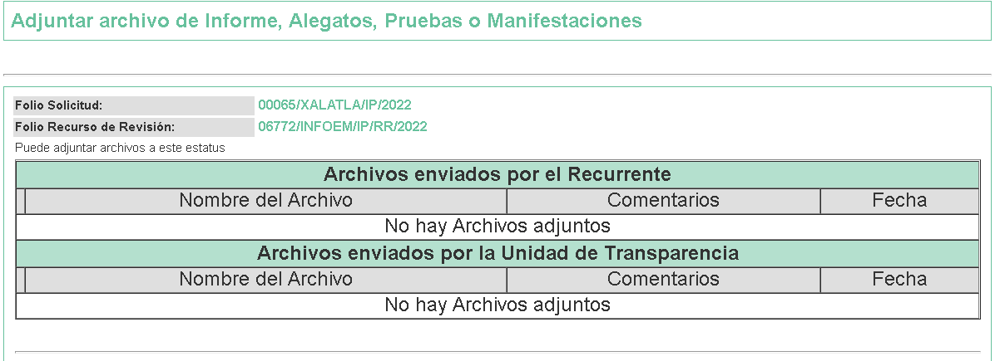 Adjuntar archivo de Informe, Alegatos, Pruebas o Manifestaciones
Folio Solicitud: 00065/XALATLA/IP/2022
Folio Recurso de Revisión: 06772/INFOEM/IP/RR/2022
Puede adjuntar archivos a este estatus
Archivos enviados por el Recurrente
Nombre del Archivo Comentarios Fecha
No hay Archivos adjuntos
Archivos enviados por la Unidad de Transparencia
Nombre del Archivo Comentarios Fecha
No hay Archivos adjuntos